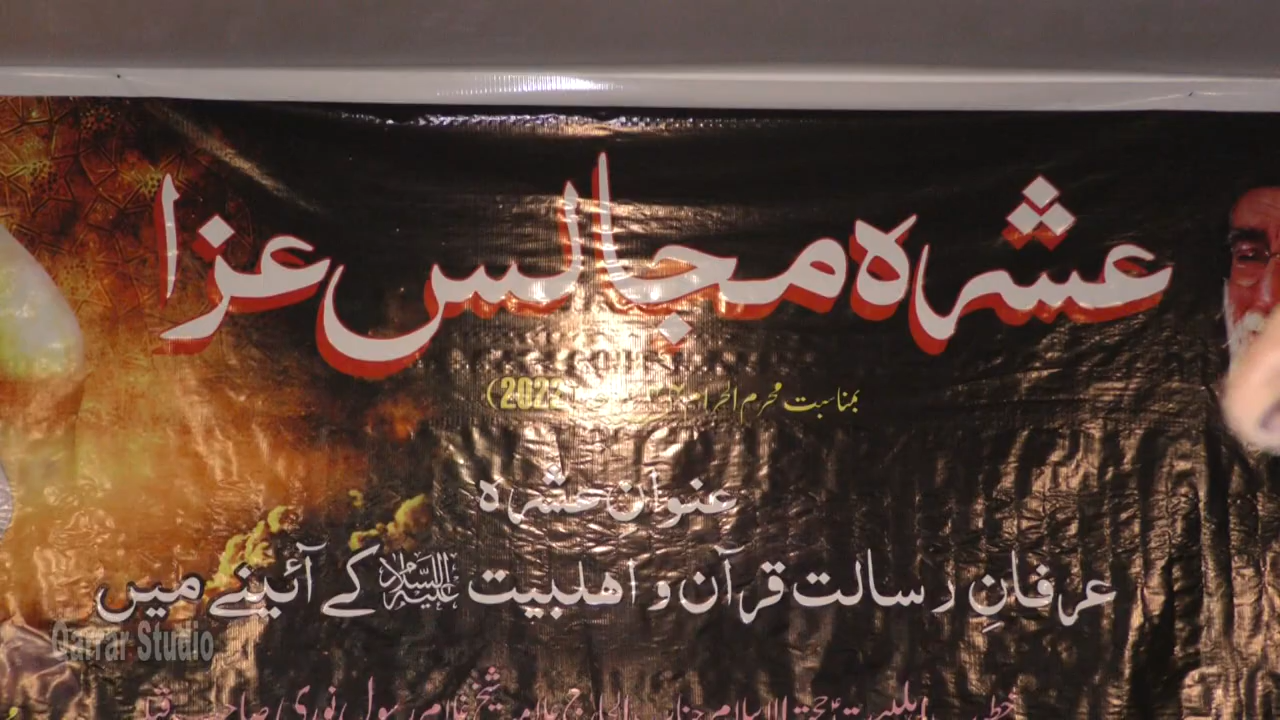 عشرہ مجالس عزا
بمناسبت محرم الحرام (2022)
عنوانِ عشرہ
عرفانِ رسالت قرآن و اهلبیت علیہ السلام کے آئینے میں
Qarrar Studio